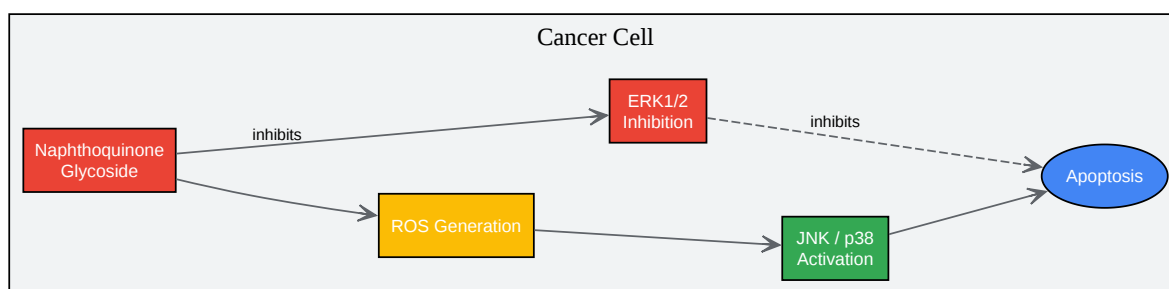 Cancer Cell
Naphthoquinone
Glycoside
inhibits
ERK1/2
Inhibition
inhibits
Apoptosis
ROS Generation
JNK / p38
Activation